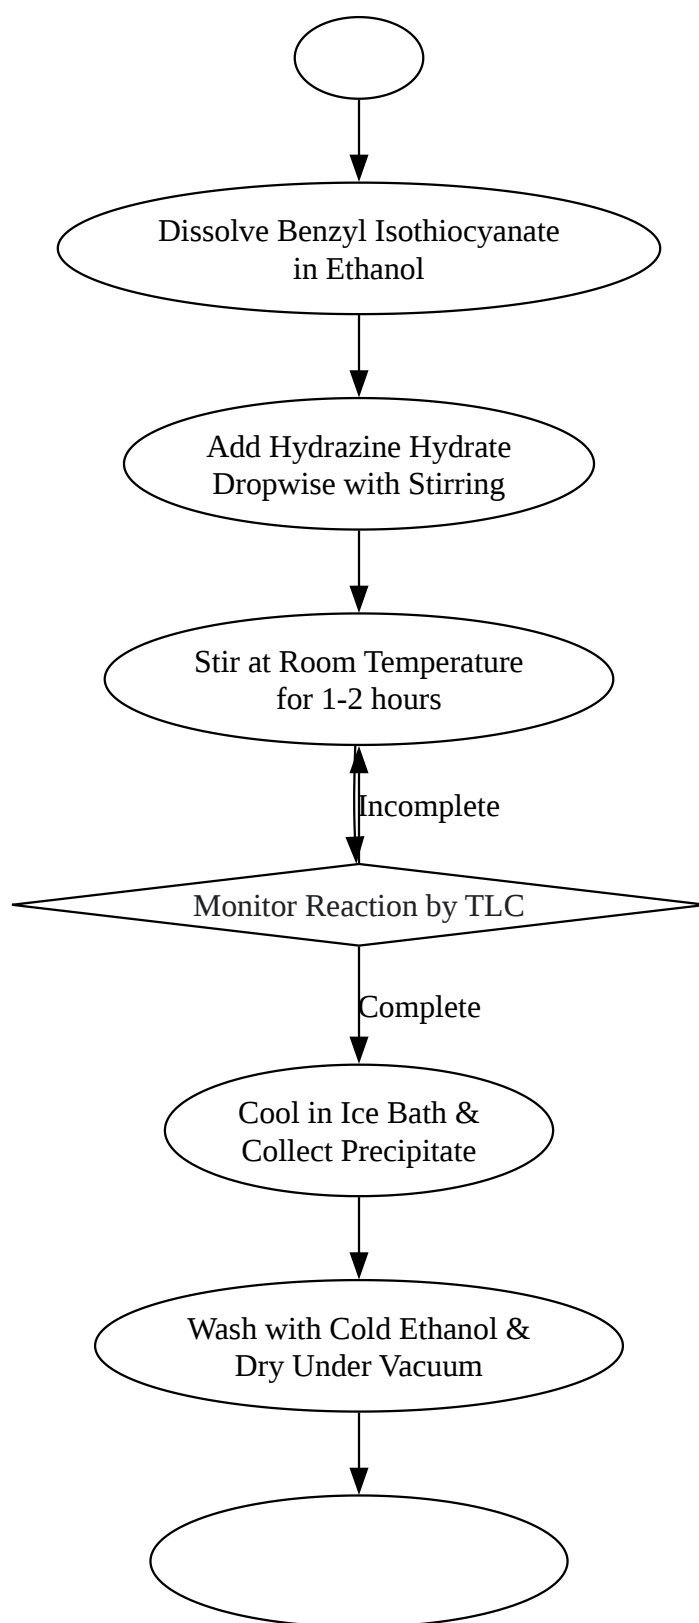 Dissolve Benzyl Isothiocyanate
in Ethanol
Add Hydrazine Hydrate
Dropwise with Stirring
Stir at Room Temperature
for 1-2 hours
Incomplete
Monitor Reaction by TLC
Complete
Cool in Ice Bath &
Collect Precipitate
Wash with Cold Ethanol &
Dry Under Vacuum